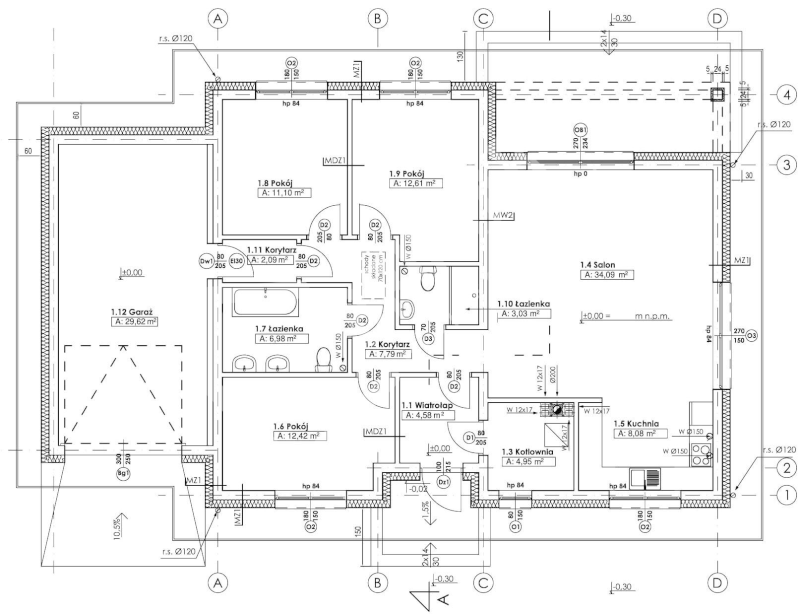 A
B
C
D
-0,30
2x14
30
r.s. Ø120
130
MZ1
O2
180
150
hp 84
O2
180
150
hp 84
5
24
5
5
24
5
4
60
60
r.s. Ø120
OB1
270
234
hp 0
3
30
MDZ1
1.8 Pokój
A: 11,10 m²
1.9 Pokój
A: 12,61 m²
MW2
D2
80
205
D2
80
205
W Ø150
1.11 Korytarz
A: 2,09 m²
Dw1
80
205
EI30
80
205
D2
schody składane
70x100 cm
1.4 Salon
A: 34,09 m²
MZ1
±0,00
1.12 Garaż
A: 29,62 m²
1.10 Łazienka
A: 3,03 m²
±0,00 = m n.p.m.
1.7 Łazienka
A: 6,98 m²
80
205
D2
70
205
D3
hp 84
270
150
O3
W Ø150
1.2 Korytarz
A: 7,79 m²
80
205
D2
80
205
D2
W 12x17
Ø200
1.1 Wiatrołap
A: 4,58 m²
W 12x17
W 12x17
W 12x17
1.6 Pokój
A: 12,42 m²
MDZ1
D1
80
205
1.5 Kuchnia
A: 8,08 m²
W Ø150
W Ø150
±0,00
1.3 Kotłownia
A: 4,95 m²
r.s. Ø120
2
300
250
Bg1
MZ1
hp 84
100
215
Dz1
-0,02
hp 84
hp 84
1
MZ1
180
150
O2
80
150
O1
180
150
O2
10,5%
1,5%
r.s. Ø120
150
2x14
30
A
B
C
D
-0,30
A
-0,30